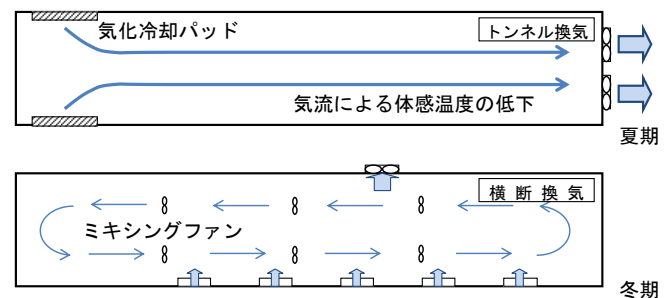 気化冷却パッド
トンネル換気
気流による体感温度の低下
夏期
横断換気
ミキシングファン
冬期